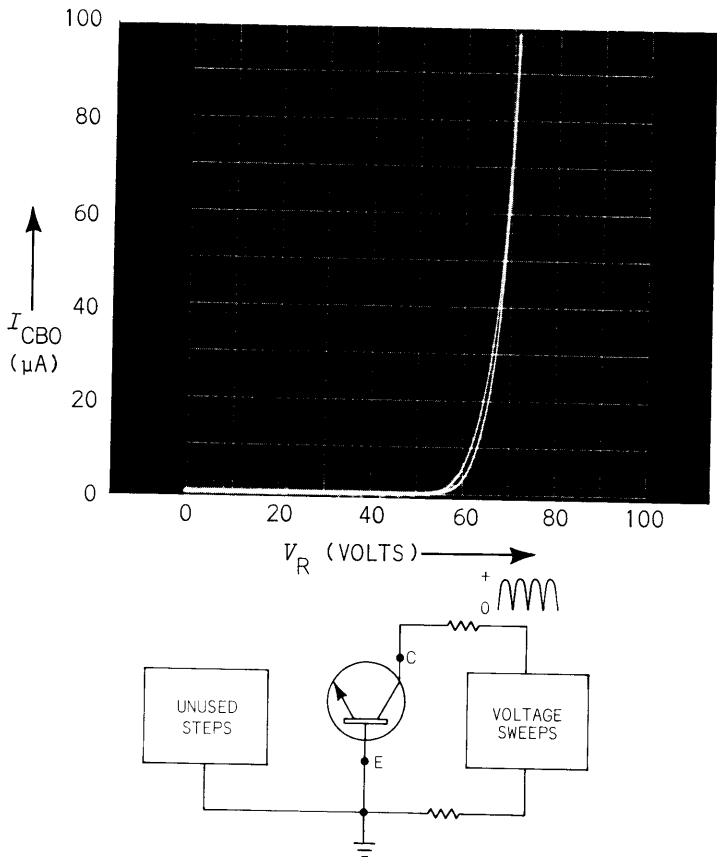 100
80
60
40
20
0
I CBO
(μA)
0 20 40 60 80 100
V R (VOLTS)
+
0
C
UNUSED
STEPS
VOLTAGE
SWEEPS
E